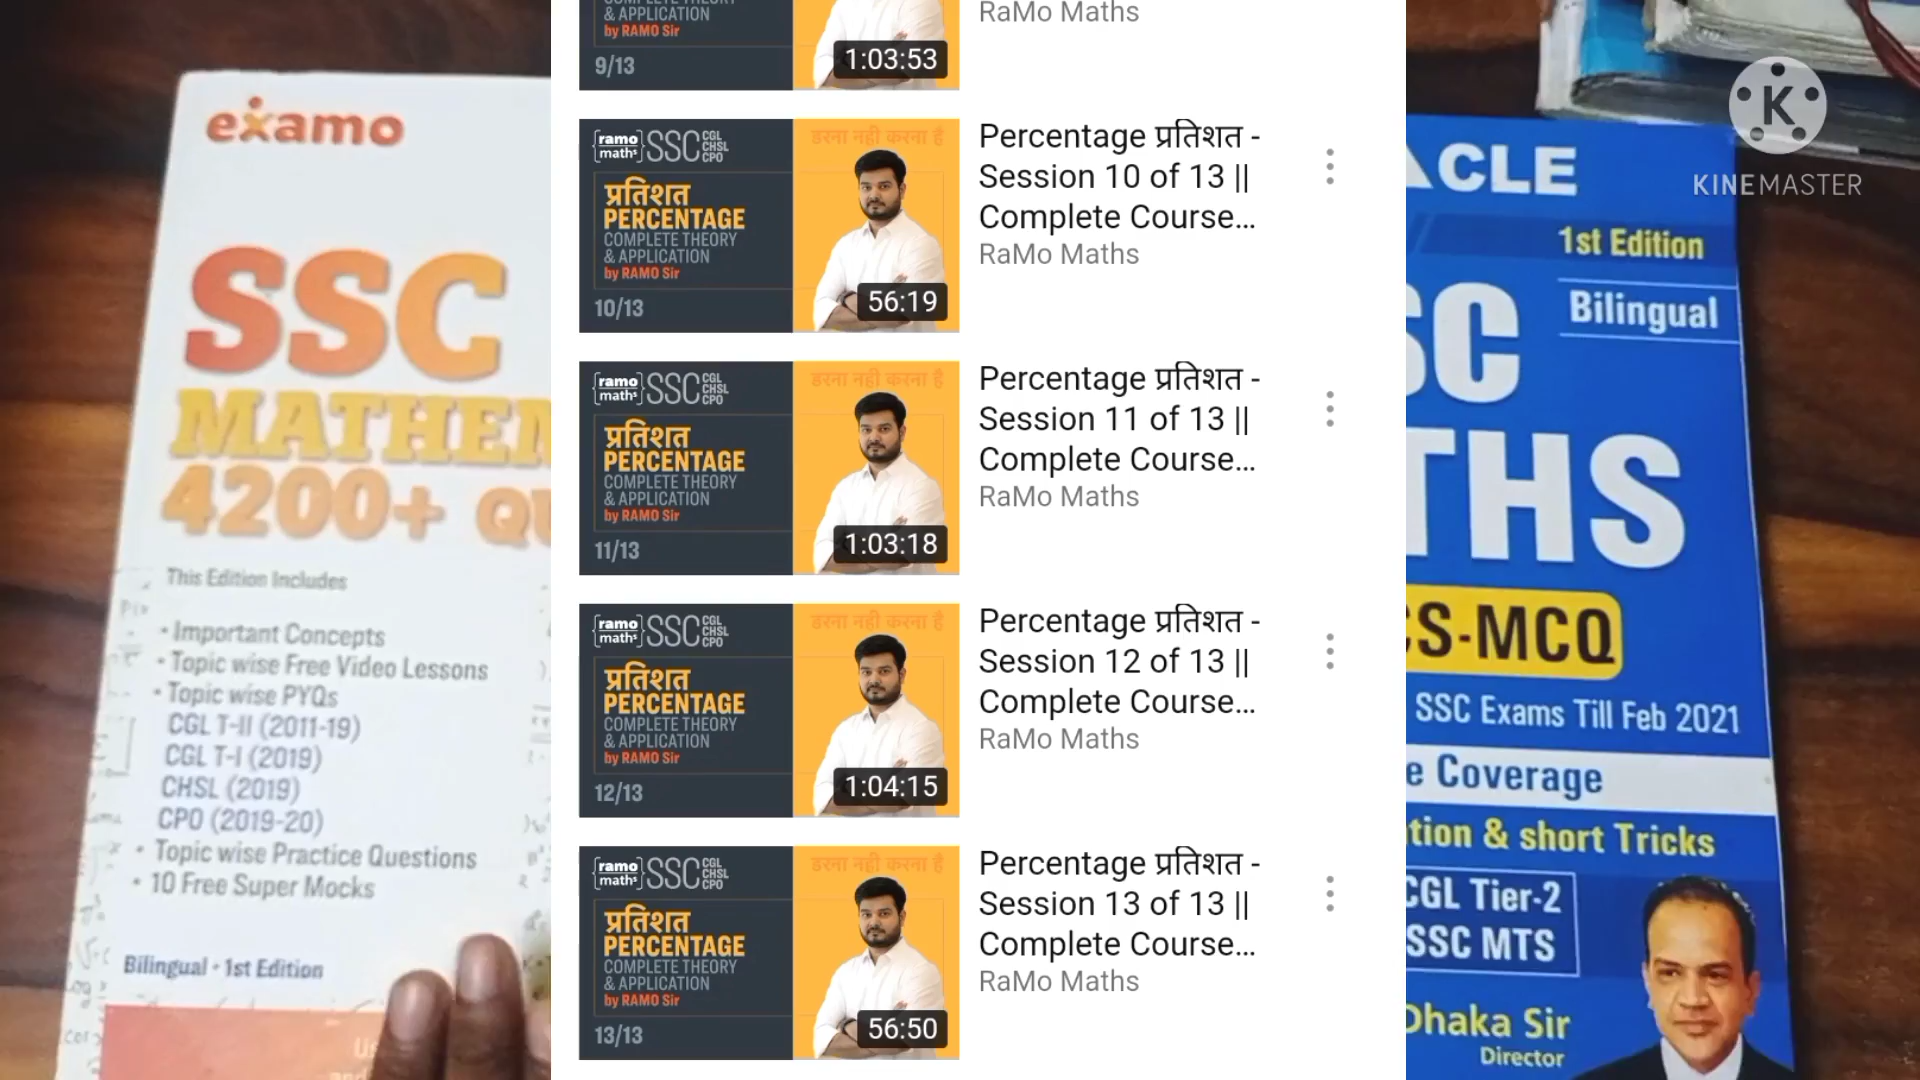 examo
SSC
4200+
This Edition Includes
• Important Concepts
• Topic wise Free Video Lessons
• Topic wise PYQs
CGL T-II (2011-19)
CGL T-I (2019)
CHSL (2019)
CPO (2019-20)
• Topic wise Practice Questions
• 10 Free Super Mocks
Bilingual • 1st Edition
& APPLICATION
by RAMO Sir
9/13
1:03:53
RaMo Maths
{ramo maths} SSC CGL CHSL CPO
डरना नही करना है
प्रतिशत
PERCENTAGE
COMPLETE THEORY
& APPLICATION
by RAMO Sir
10/13
56:19
Percentage प्रतिशत -
Session 10 of 13 ||
Complete Course...
RaMo Maths
{ramo maths} SSC CGL CHSL CPO
डरना नही करना है
प्रतिशत
PERCENTAGE
COMPLETE THEORY
& APPLICATION
by RAMO Sir
11/13
1:03:18
Percentage प्रतिशत -
Session 11 of 13 ||
Complete Course...
RaMo Maths
{ramo maths} SSC CGL CHSL CPO
डरना नही करना है
प्रतिशत
PERCENTAGE
COMPLETE THEORY
& APPLICATION
by RAMO Sir
12/13
1:04:15
Percentage प्रतिशत -
Session 12 of 13 ||
Complete Course...
RaMo Maths
{ramo maths} SSC CGL CHSL CPO
डरना नही करना है
प्रतिशत
PERCENTAGE
COMPLETE THEORY
& APPLICATION
by RAMO Sir
13/13
56:50
Percentage प्रतिशत -
Session 13 of 13 ||
Complete Course...
RaMo Maths
K
KINEMASTER
CLE
1st Edition
Bilingual
SC
THS
CS-MCQ
SSC Exams Till Feb 2021
e Coverage
tion & short Tricks
CGL Tier-2
SSC MTS
Dhaka Sir
Director